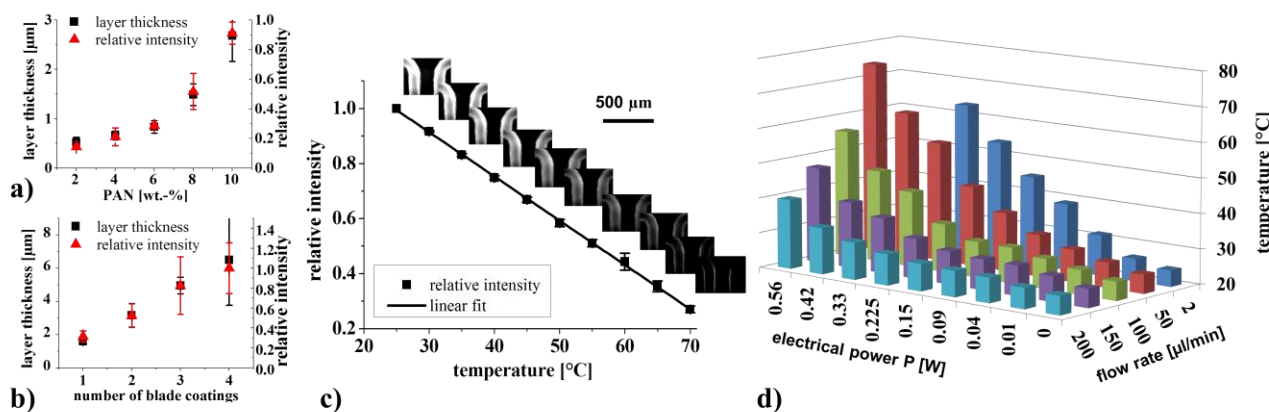 3
2
1
0
layer thickness [µm]
layer thickness
relative intensity
1.0
0.8
0.6
0.4
0.2
0.0
relative intensity
2 4 6 8 10
PAN [wt.-%]
a)
8
6
4
2
0
layer thickness [µm]
layer thickness
relative intensity
1.4
1.2
1.0
0.8
0.6
0.4
0.2
0.0
relative intensity
1 2 3 4
number of blade coatings
b)
500 µm
1.0
0.8
0.6
0.4
0.2
relative intensity
relative intensity
linear fit
20 30 40 50 60 70
temperature [°C]
c)
80
70
60
50
40
30
20
temperature [°C]
0.56
0.42
0.33
0.225
0.15
0.09
0.04
0.01
0
electrical power P [W]
200
150
100
50
2
flow rate [µl/min]
d)